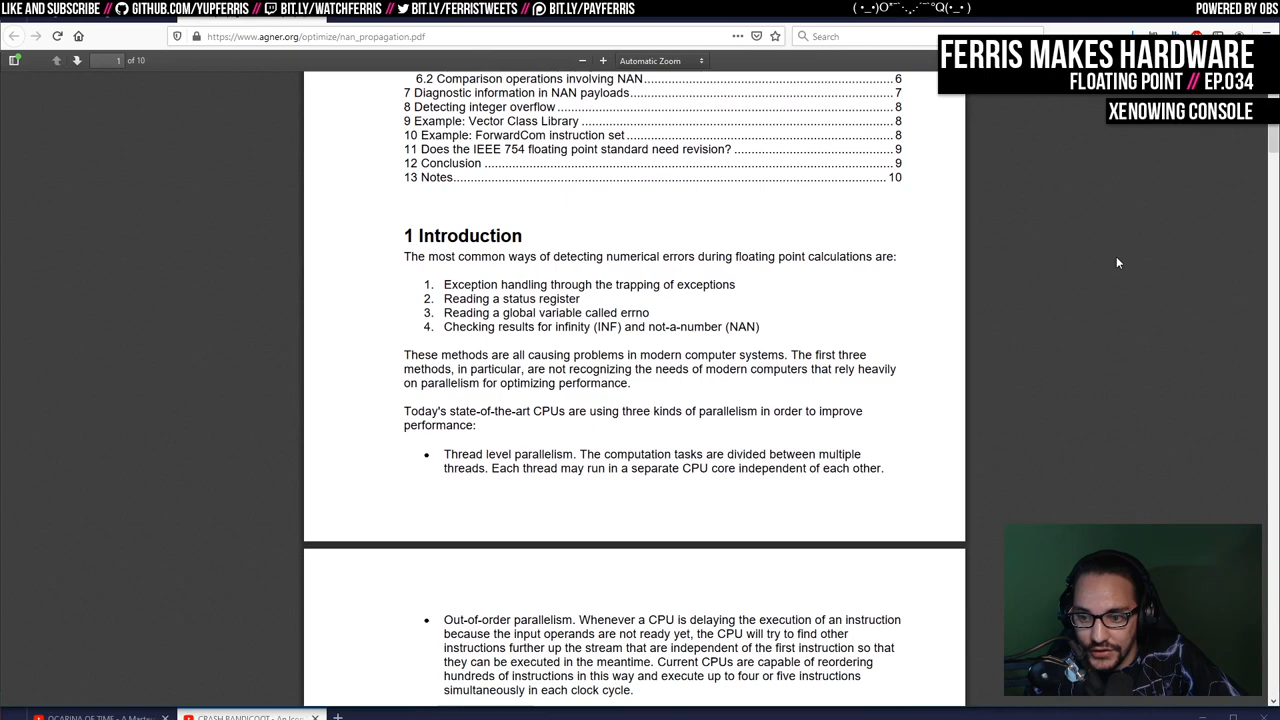 LIKE AND SUBSCRIBE // GITHUB.COM/YUPFERRIS // BIT.LY/WATCHFERRIS // BIT.LY/FERRISTWEETS // BIT.LY/PAYFERRIS
POWERED BY OBS
https://www.agner.org/optimize/nan_propagation.pdf
Search
FERRIS MAKES HARDWARE
FLOATING POINT // EP.034
XENOWING CONSOLE
1 of 10
Automatic Zoom
6.2 Comparison operations involving NAN 6
7 Diagnostic information in NAN payloads 7
8 Detecting integer overflow 8
9 Example: Vector Class Library 8
10 Example: ForwardCom instruction set 8
11 Does the IEEE 754 floating point standard need revision? 9
12 Conclusion 9
13 Notes 10
1 Introduction
The most common ways of detecting numerical errors during floating point calculations are:
1. Exception handling through the trapping of exceptions
2. Reading a status register
3. Reading a global variable called errno
4. Checking results for infinity (INF) and not-a-number (NAN)
These methods are all causing problems in modern computer systems. The first three
methods, in particular, are not recognizing the needs of modern computers that rely heavily
on parallelism for optimizing performance.
Today's state-of-the-art CPUs are using three kinds of parallelism in order to improve
performance:
• Thread level parallelism. The computation tasks are divided between multiple
threads. Each thread may run in a separate CPU core independent of each other.
• Out-of-order parallelism. Whenever a CPU is delaying the execution of an instruction
because the input operands are not ready yet, the CPU will try to find other
instructions further up the stream that are independent of the first instruction so that
they can be executed in the meantime. Current CPUs are capable of reordering
hundreds of instructions in this way and execute up to four or five instructions
simultaneously in each clock cycle.
OCARINA OF TIME - A Master
CRASH BANDICOOT - An Icon